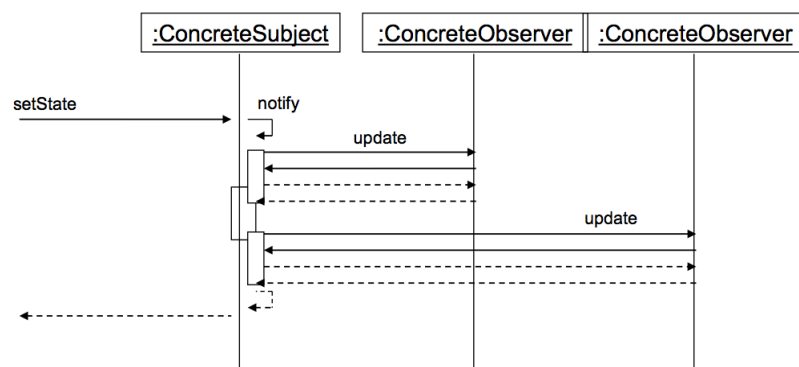 :ConcreteSubject
:ConcreteObserver
:ConcreteObserver
setState
notify
update
update